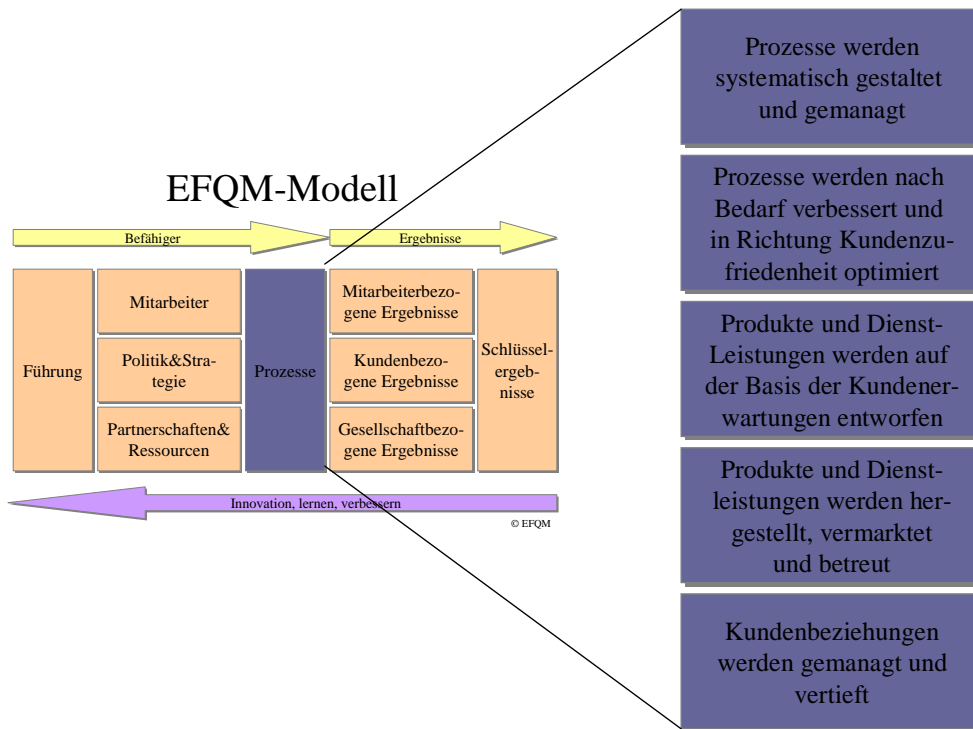 EFQM-Modell
Befähiger
Ergebnisse
Führung
Mitarbeiter
Politik&Stra-
tegie
Partnerschaften&
Ressourcen
Prozesse
Mitarbeiterbezo-
gene Ergebnisse
Kundenbezo-
gene Ergebnisse
Gesellschaftbezo-
gene Ergebnisse
Schlüssel-
ergeb-
nisse
Innovation, lernen, verbessern
© EFQM
Prozesse werden
systematisch gestaltet
und gemanagt
Prozesse werden nach
Bedarf verbessert und
in Richtung Kundenzu-
friedenheit optimiert
Produkte und Dienst-
Leistungen werden auf
der Basis der Kundener-
wartungen entworfen
Produkte und Dienst-
leistungen werden her-
gestellt, vermarktet
und betreut
Kundenbeziehungen
werden gemanagt und
vertieft